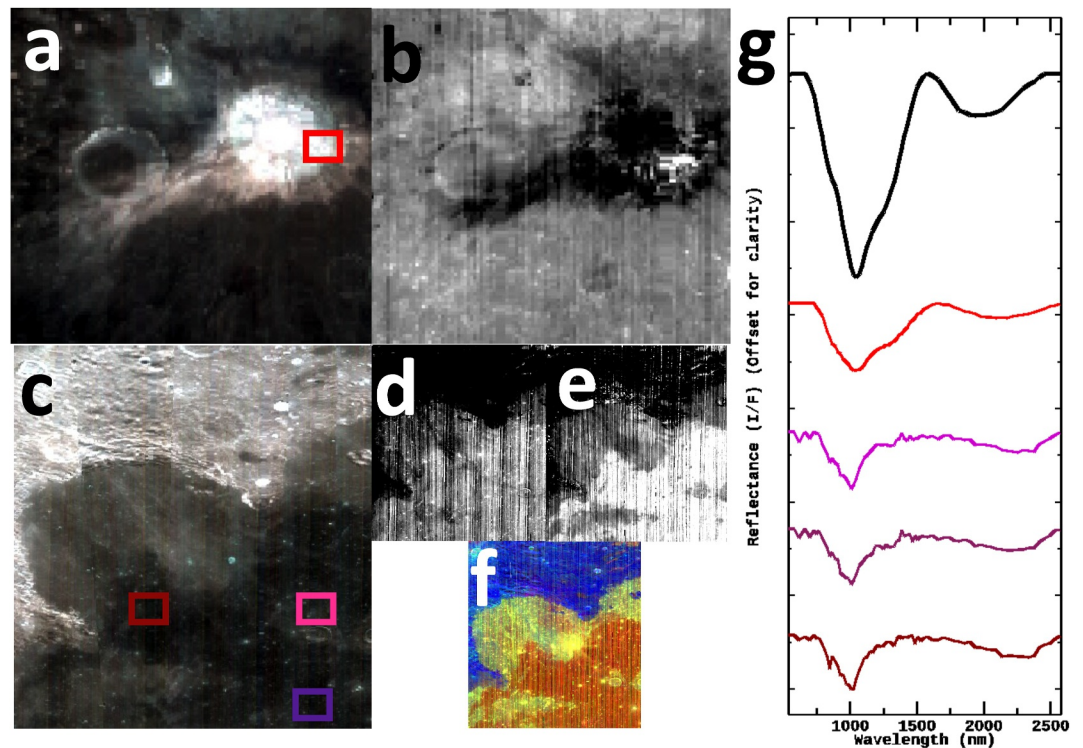 a
b
g
c
d
e
f
Reflectance (I/F) (Offset for clarity)
1000 1500 2000 2500
Wavelength (nm)